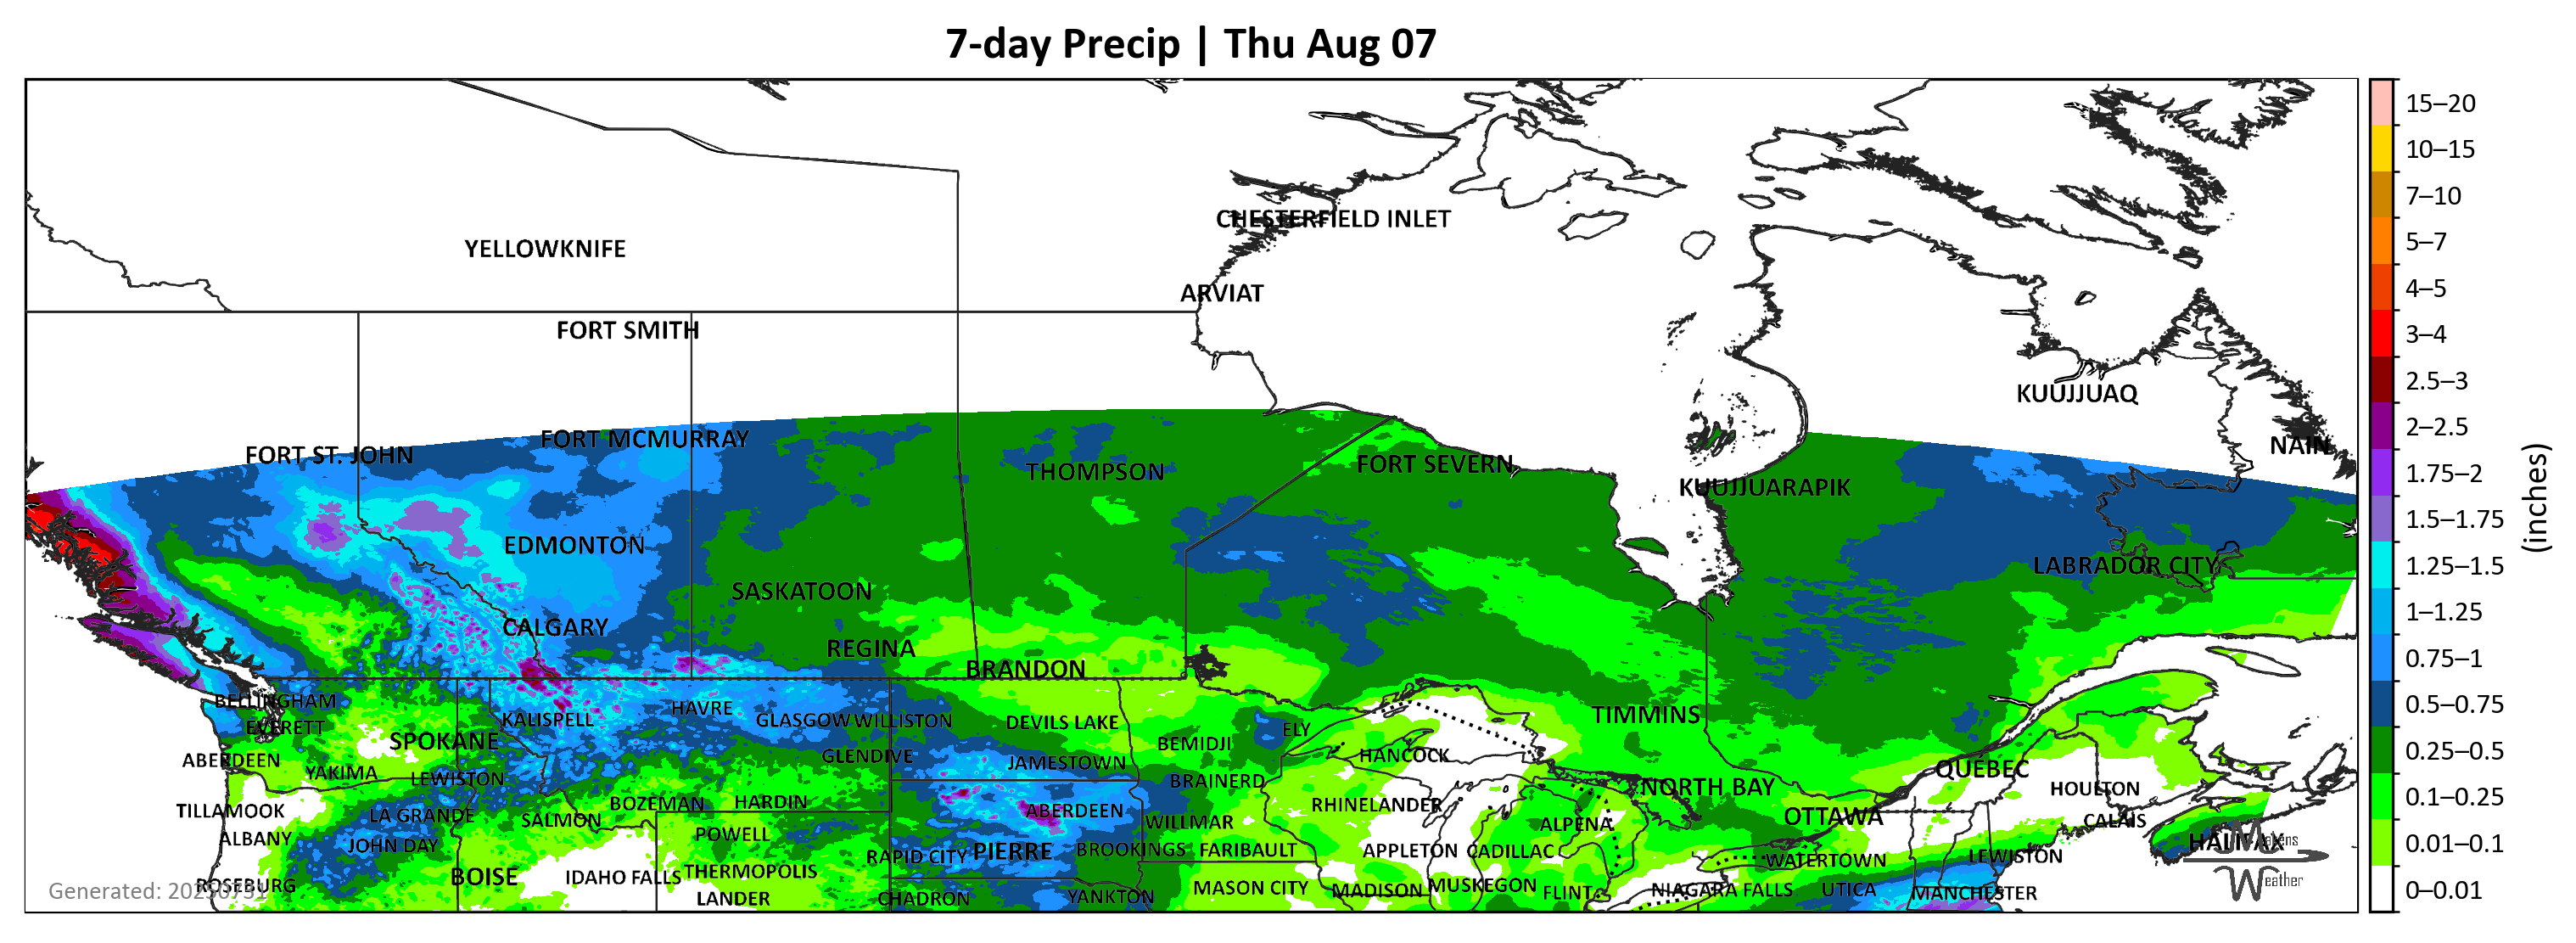 7-day Precip | Thu Aug 07
CHESTERFIELD INLET
YELLOWKNIFE
ARVIAT
FORT SMITH
KUUJJUAQ
FORT MCMURRAY
NAIN
FORT ST. JOHN
FORT SEVERN
THOMPSON
KUUJJUARAPIK
EDMONTON
LABRADOR CITY
SASKATOON
CALGARY
REGINA
BRANDON
BELLINGHAM
HAVRE
TIMMINS
KALISPELL
GLASGOW
WILLISTON
DEVILS LAKE
EVERETT
ELY
SPOKANE
BEMIDJI
GLENDIVE
HANCOCK
ABERDEEN
JAMESTOWN
QUÉBEC
YAKIMA
LEWISTON
BRAINERD
NORTH BAY
HOULTON
BOZEMAN
HARDIN
RHINELANDER
TILLAMOOK
ABERDEEN
LA GRANDE
SALMON
OTTAWA
CALAIS
WILLMAR
ALPENA
POWELL
ALBANY
HALIFAX
JOHN DAY
PIERRE
BROOKINGS
FARIBAULT
APPLETON
CADILLAC
RAPID CITY
LEWISTON
WATERTOWN
THERMOPOLIS
BOISE
IDAHO FALLS
ROSEBURG
MASON CITY
MADISON
MUSKEGON
FLINT
NIAGARA FALLS
UTICA
MANCHESTER
LANDER
CHADRON
YANKTON
Generated: 20250731
Weather
15–20
10–15
7–10
5–7
4–5
3–4
2.5–3
2–2.5
1.75–2
1.5–1.75
1.25–1.5
1–1.25
0.75–1
0.5–0.75
0.25–0.5
0.1–0.25
0.01–0.1
0–0.01
(inches)